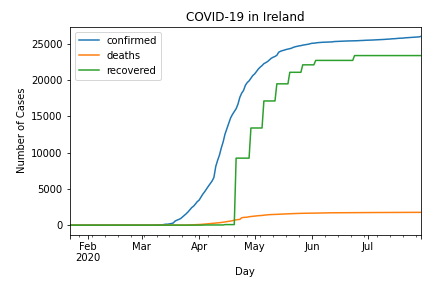 COVID-19 in Ireland
confirmed
deaths
recovered
Number of Cases
25000
20000
15000
10000
5000
0
Feb Mar Apr May Jun Jul
2020
Day